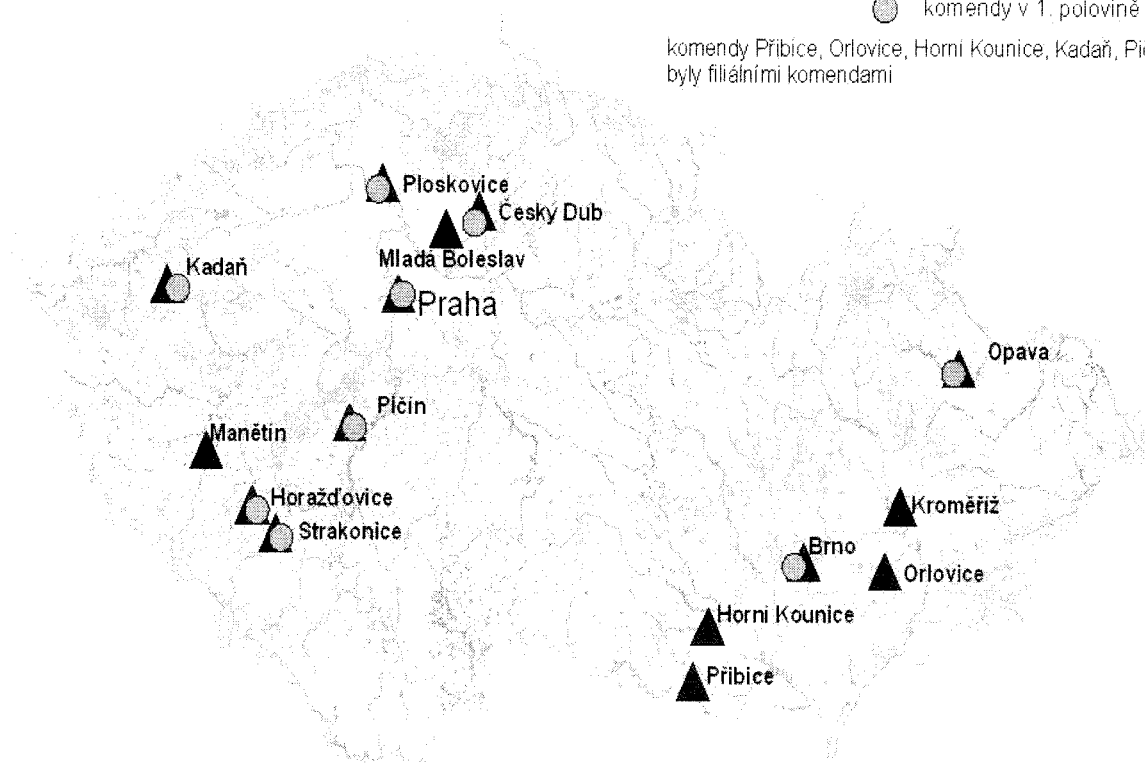 komendy v 1. polovině
komendy Přibice, Orlovice, Horní Kounice, Kadaň,
byly filiálními komendami
Ploskovice
Český Dub
Mladá Boleslav
Kadaň
Praha
Opava
Plčín
Manětín
Horažďovice
Kroměříž
Strakonice
Brno
Orlovice
Horní Kounice
Přibice